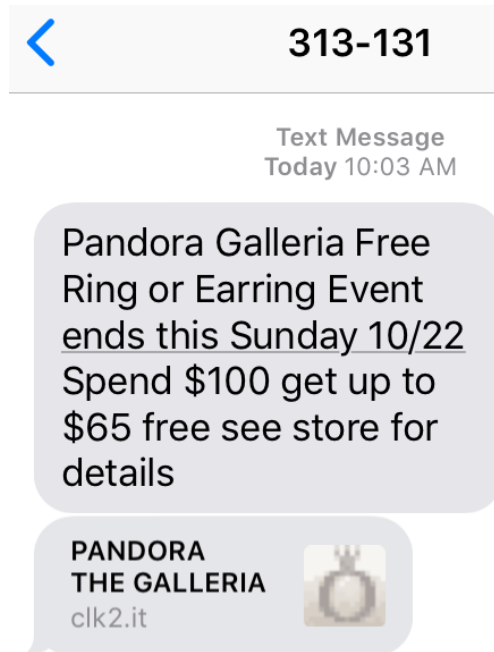 313-131
Text Message
Today 10:03 AM
Pandora Galleria Free
Ring or Earring Event
ends this Sunday 10/22
Spend $100 get up to
$65 free see store for
details
PANDORA
THE GALLERIA
clk2.it